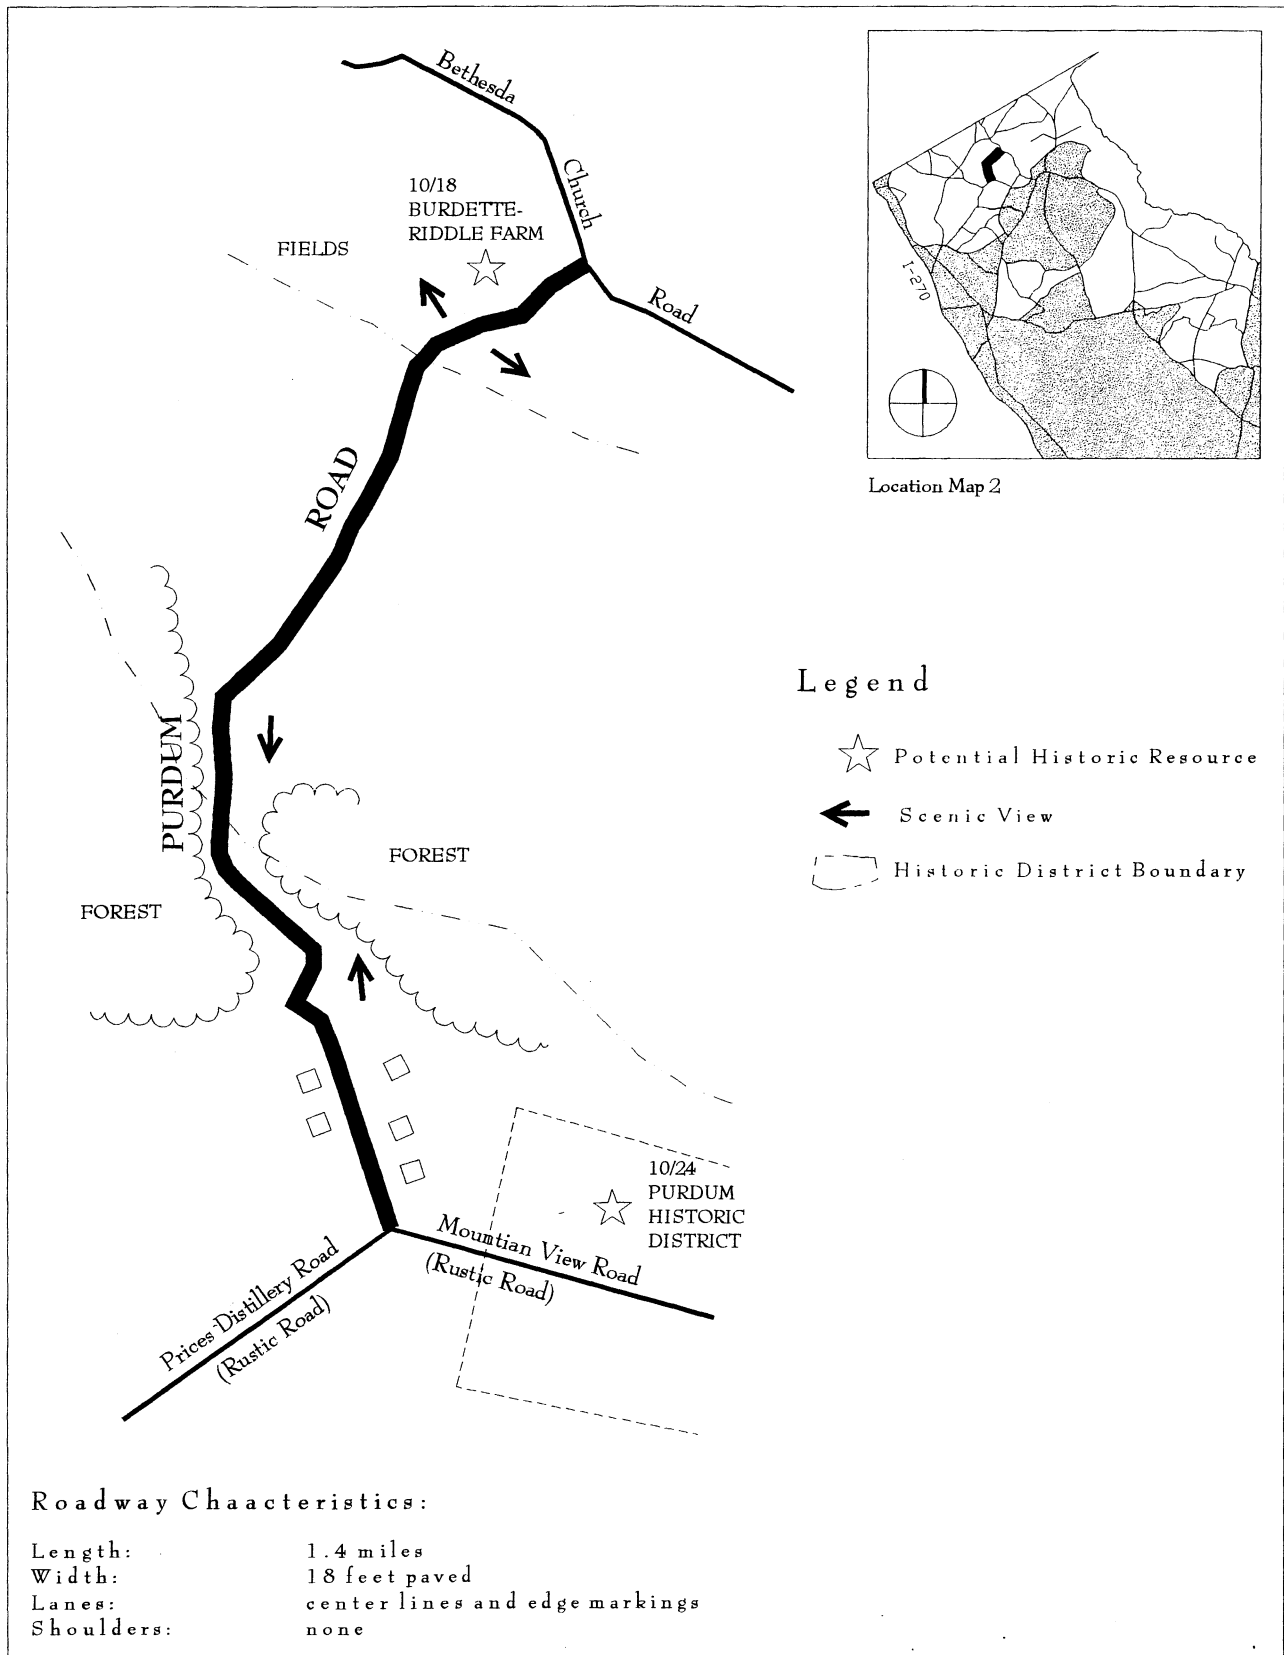 Bethesda
Church
Road
10/18
BURDETTE-
RIDDLE FARM
FIELDS
I-270
Location Map 2
ROAD
PURDUM
Legend
Potential Historic Resource
Scenic View
Historic District Boundary
FOREST
FOREST
10/24
PURDUM
HISTORIC
DISTRICT
Mountian View Road
(Rustic Road)
Prices Distillery Road
(Rustic Road)
Roadway Chaacteristics:
Length: 1.4 miles
Width: 18 feet paved
Lanes: center lines and edge markings
Shoulders: none